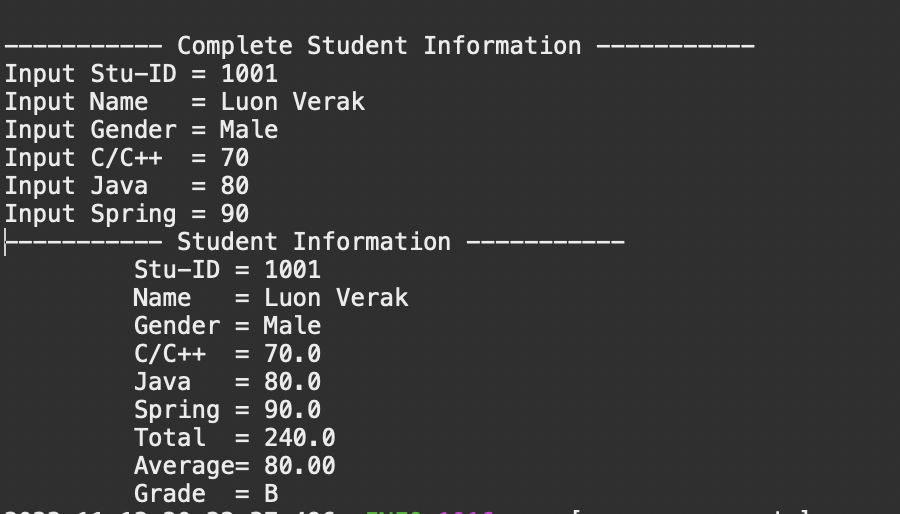 ----------- Complete Student Information -----------
Input Stu-ID = 1001
Input Name   = Luon Verak
Input Gender = Male
Input C/C++  = 70
Input Java   = 80
Input Spring = 90
----------- Student Information -----------
         Stu-ID = 1001
         Name   = Luon Verak
         Gender = Male
         C/C++  = 70.0
         Java   = 80.0
         Spring = 90.0
         Total  = 240.0
         Average= 80.00
         Grade  = B